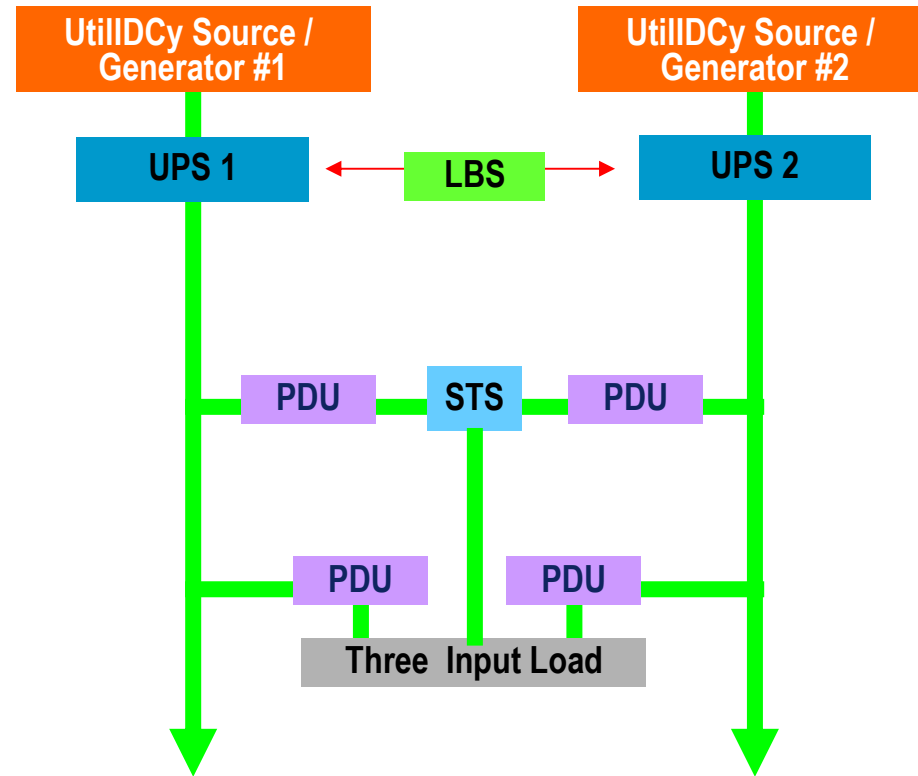 UtilIDCy Source /
Generator #1
UtilIDCy Source /
Generator #2
UPS 1
LBS
UPS 2
PDU
STS
PDU
PDU
PDU
Three Input Load